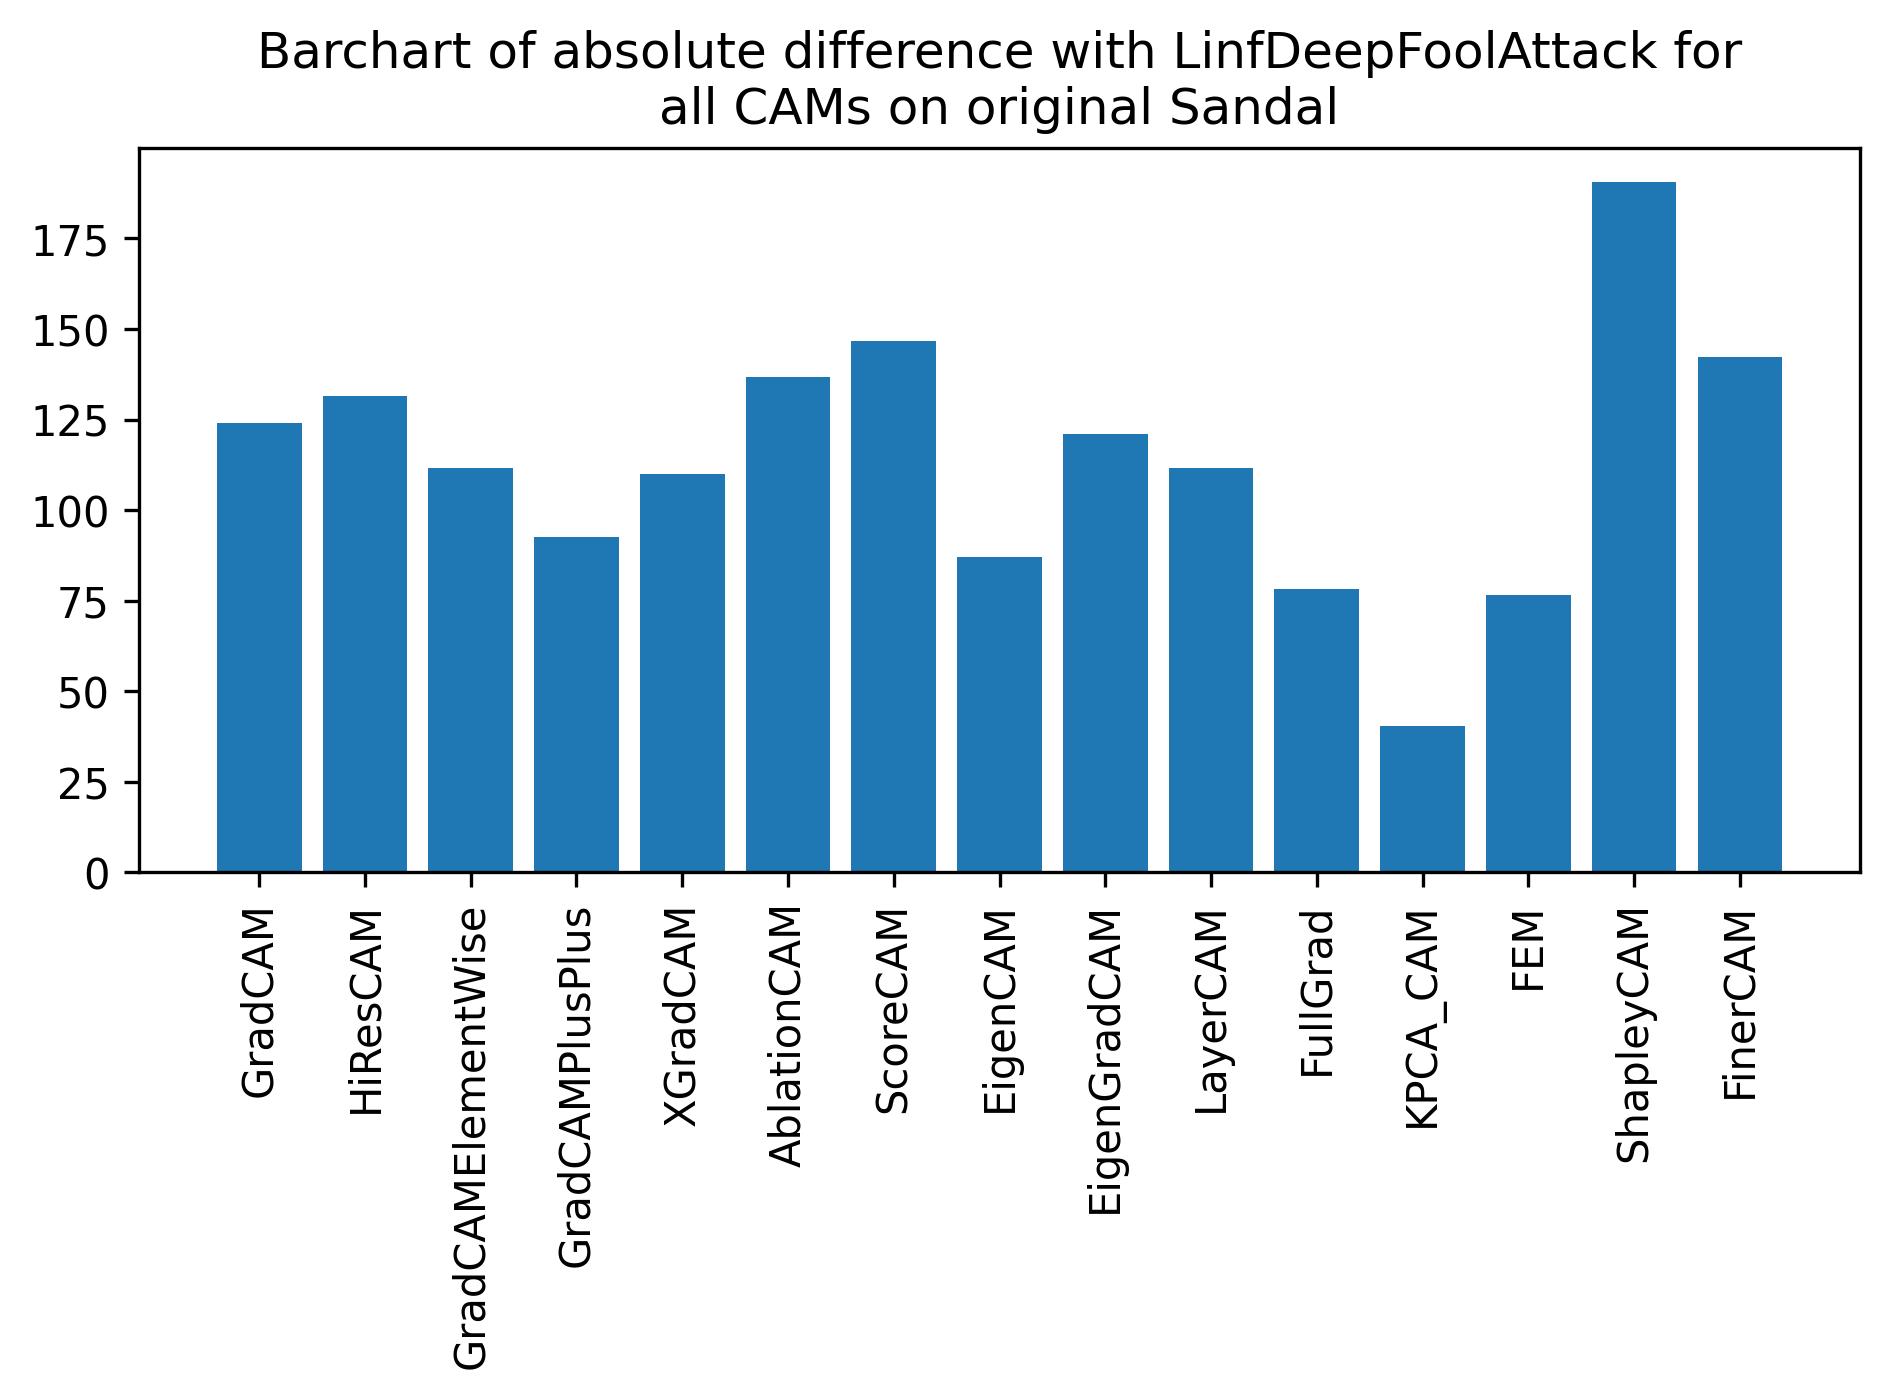 Barchart of absolute difference with LinfDeepFoolAttack for
all CAMs on original Sandal
175
150
125
100
75
50
25
0
GradCAM
HiResCAM
GradCAMElementWise
GradCAMPlusPlus
XGradCAM
AblationCAM
ScoreCAM
EigenCAM
EigenGradCAM
LayerCAM
FullGrad
KPCA_CAM
FEM
ShapleyCAM
FinerCAM